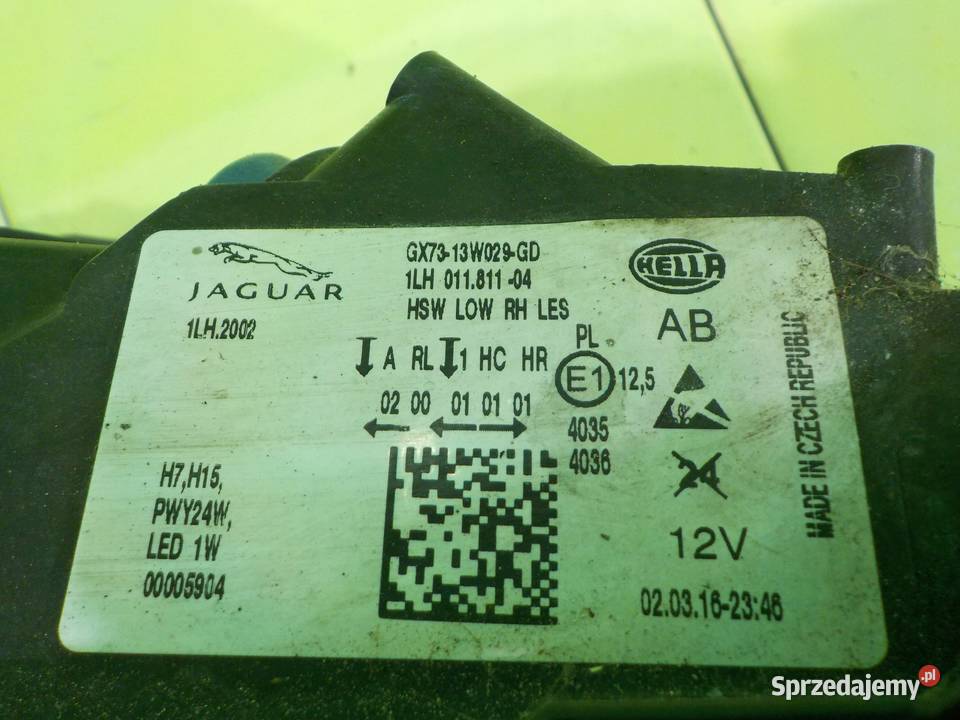 JAGUAR
1LH.2002
GX73-13W029-GD
1LH 011.811-04
HSW LOW RH LES
HELLA
AB
A RL 1 HC HR
02 00 01 01 01
PL
E1 12,5
4035
4036
24
12V
02.03.16-23:46
MADE IN CZECH REPUBLIC
H7,H15,
PWY24W,
LED 1W
00005904
Sprzedajemy.pl